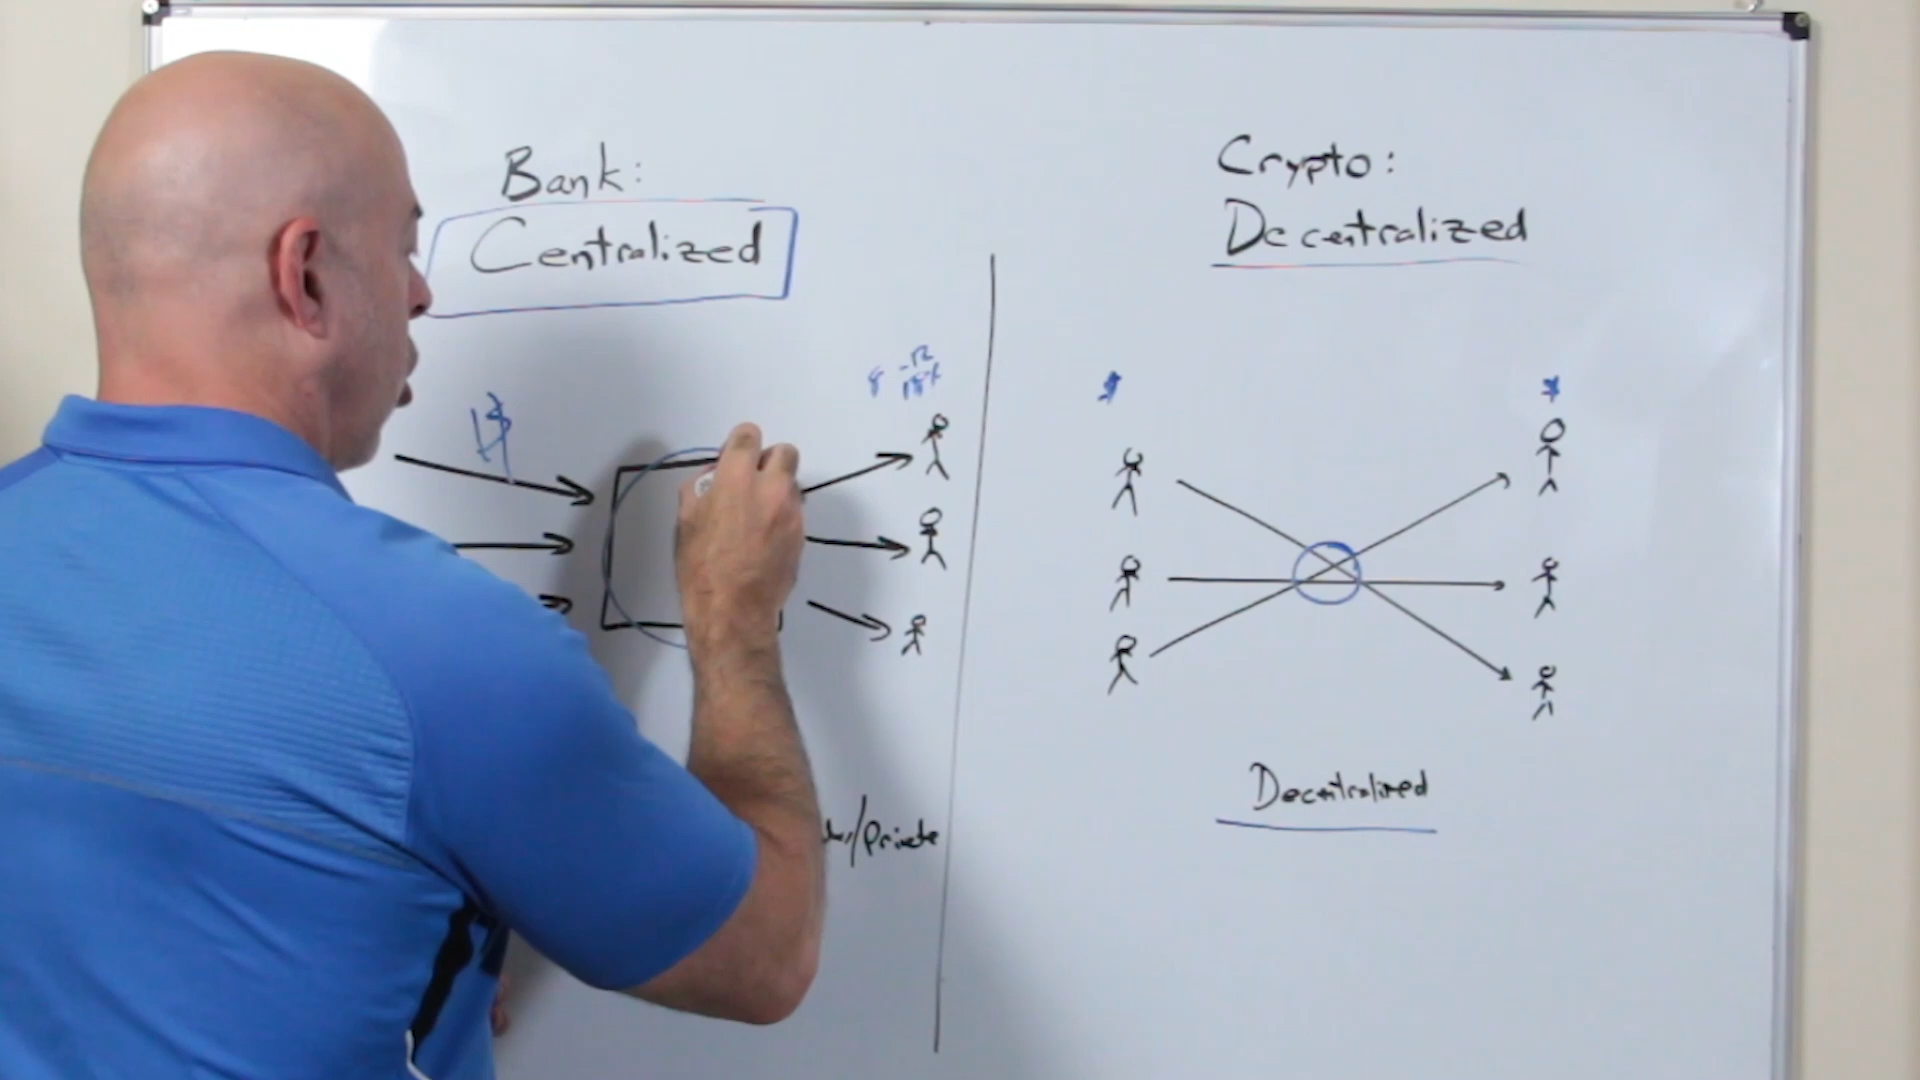 Bank:
Centralized
Crypto:
Decentralized
$
$
/Private
Decentralized